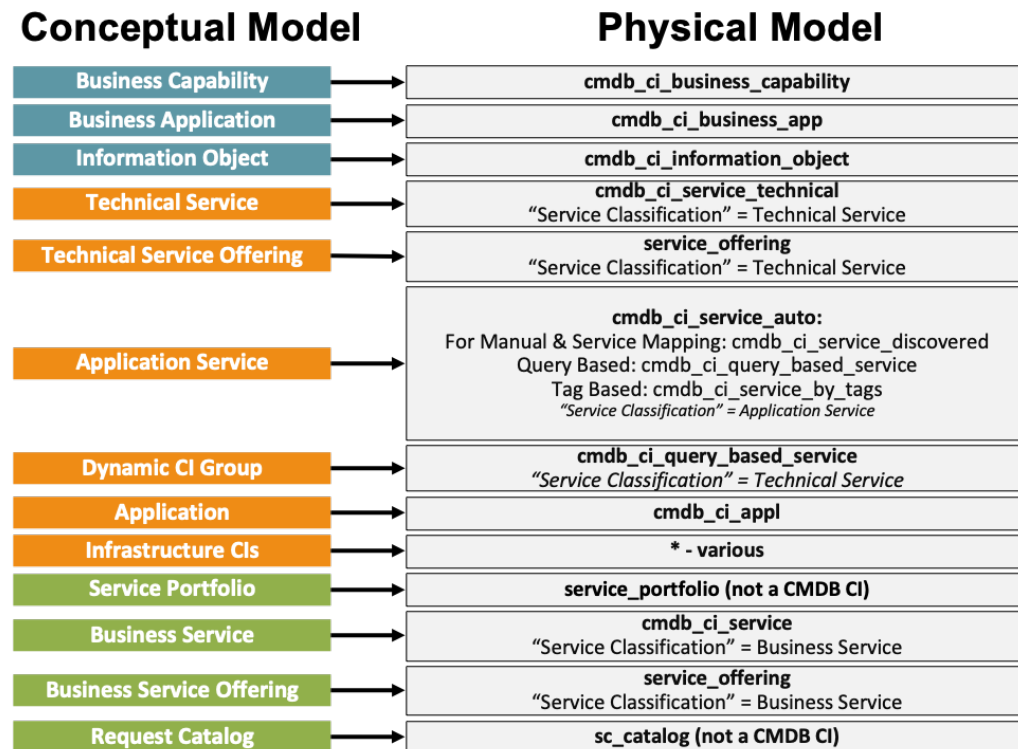 Conceptual Model
Physical Model
Business Capability
cmdb_ci_business_capability
Business Application
cmdb_ci_business_app
Information Object
cmdb_ci_information_object
Technical Service
cmdb_ci_service_technical
“Service Classification” = Technical Service
Technical Service Offering
service_offering
“Service Classification” = Technical Service
Application Service
cmdb_ci_service_auto:
For Manual & Service Mapping: cmdb_ci_service_discovered
Query Based: cmdb_ci_query_based_service
Tag Based: cmdb_ci_service_by_tags
“Service Classification” = Application Service
Dynamic CI Group
cmdb_ci_query_based_service
“Service Classification” = Technical Service
Application
cmdb_ci_appl
Infrastructure CIs
* - various
Service Portfolio
service_portfolio (not a CMDB CI)
Business Service
cmdb_ci_service
“Service Classification” = Business Service
Business Service Offering
service_offering
“Service Classification” = Business Service
Request Catalog
sc_catalog (not a CMDB CI)